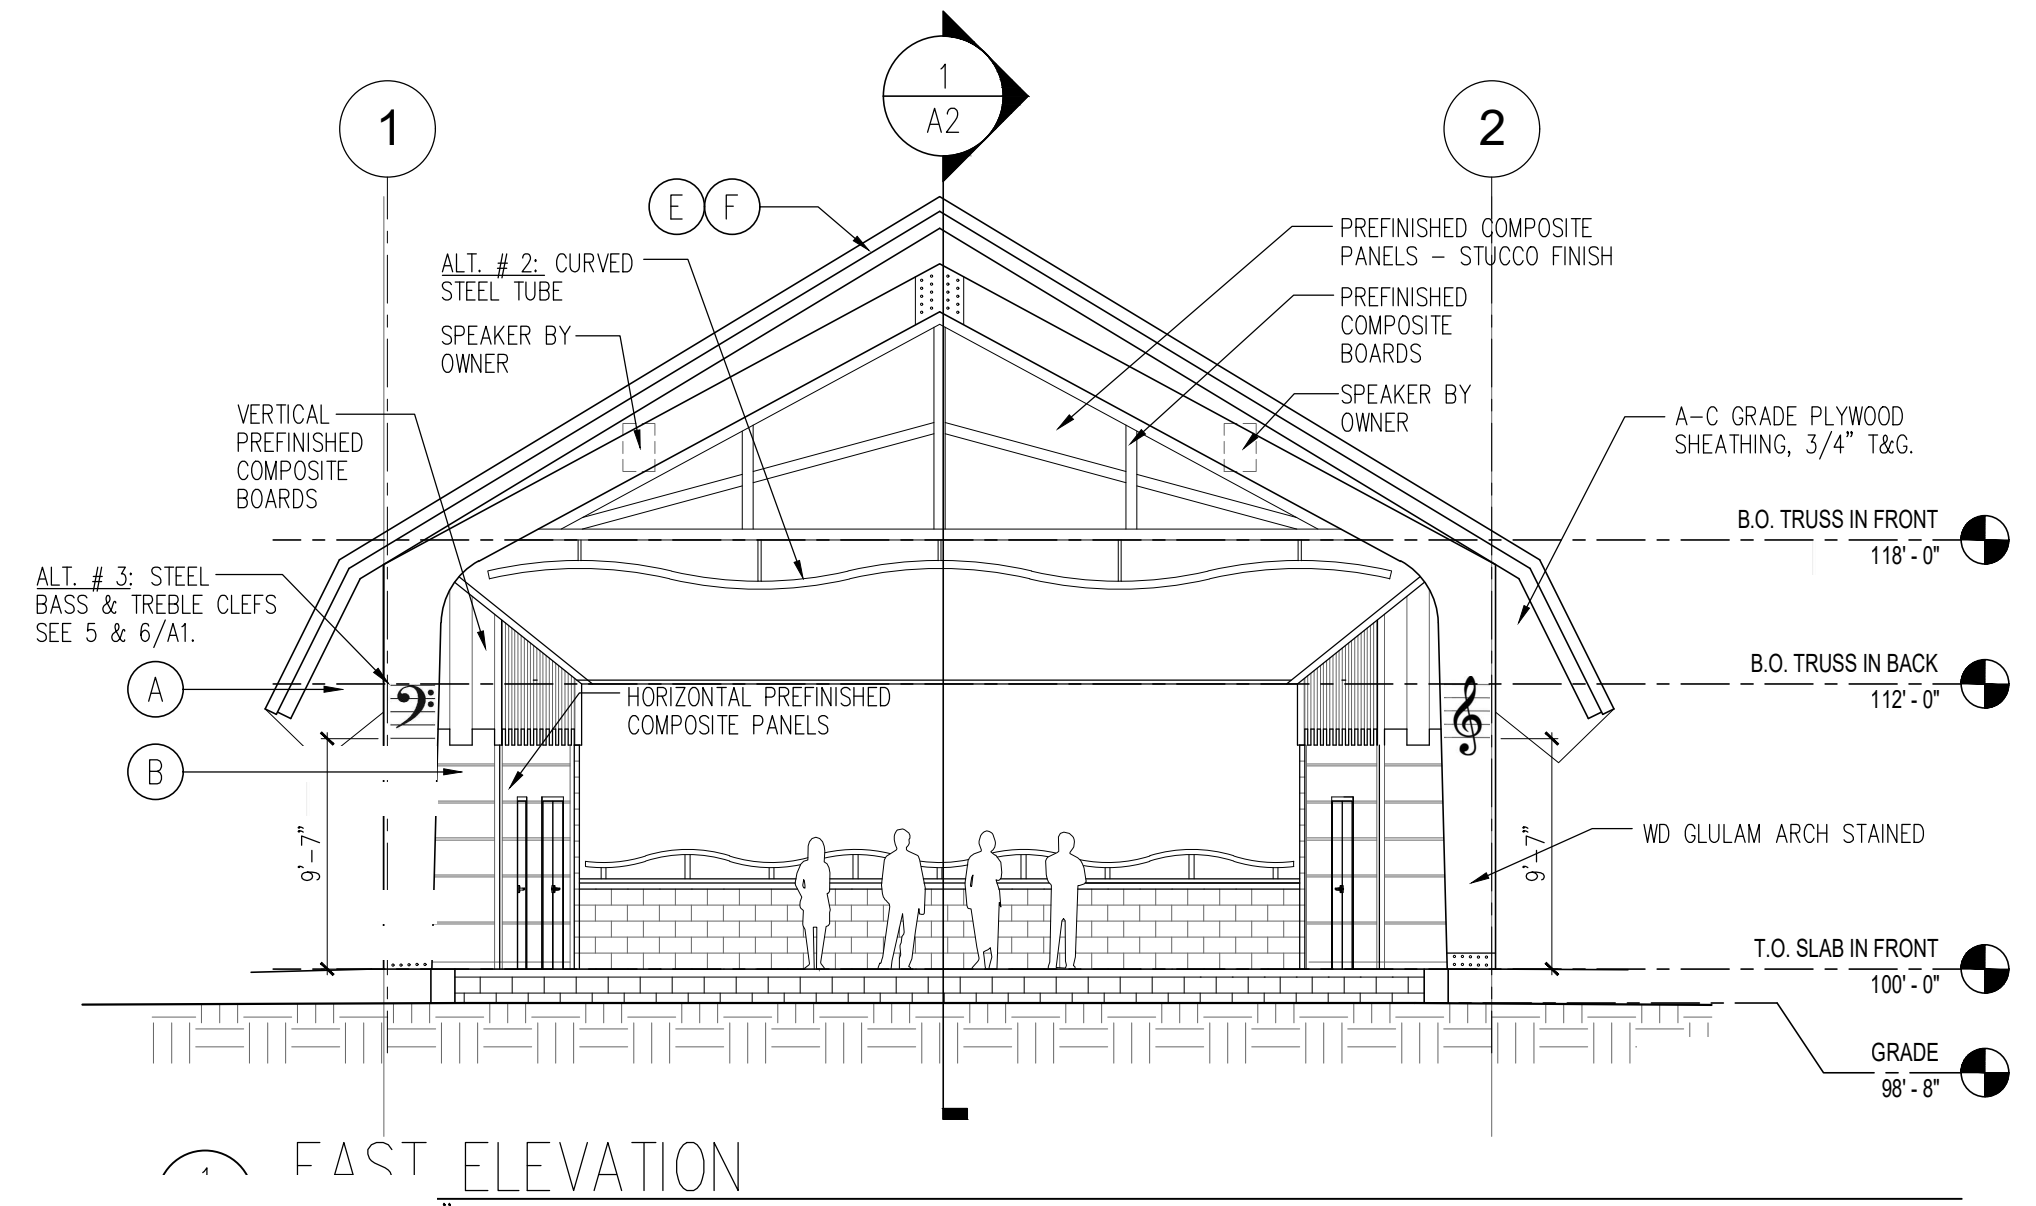 1
1
A2
2
E
F
ALT. # 2: CURVED
STEEL TUBE
SPEAKER BY
OWNER
PREFINISHED COMPOSITE
PANELS – STUCCO FINISH
PREFINISHED
COMPOSITE
BOARDS
SPEAKER BY
OWNER
VERTICAL
PREFINISHED
COMPOSITE
BOARDS
A–C GRADE PLYWOOD
SHEATHING, 3/4" T&G.
B.O. TRUSS IN FRONT
118' - 0"
ALT. # 3: STEEL
BASS & TREBLE CLEFS
SEE 5 & 6/A1.
A
B.O. TRUSS IN BACK
112' - 0"
HORIZONTAL PREFINISHED
COMPOSITE PANELS
B
9'–7"
9'–7"
WD GLULAM ARCH STAINED
T.O. SLAB IN FRONT
100' - 0"
GRADE
98' - 8"
1
EAST ELEVATION